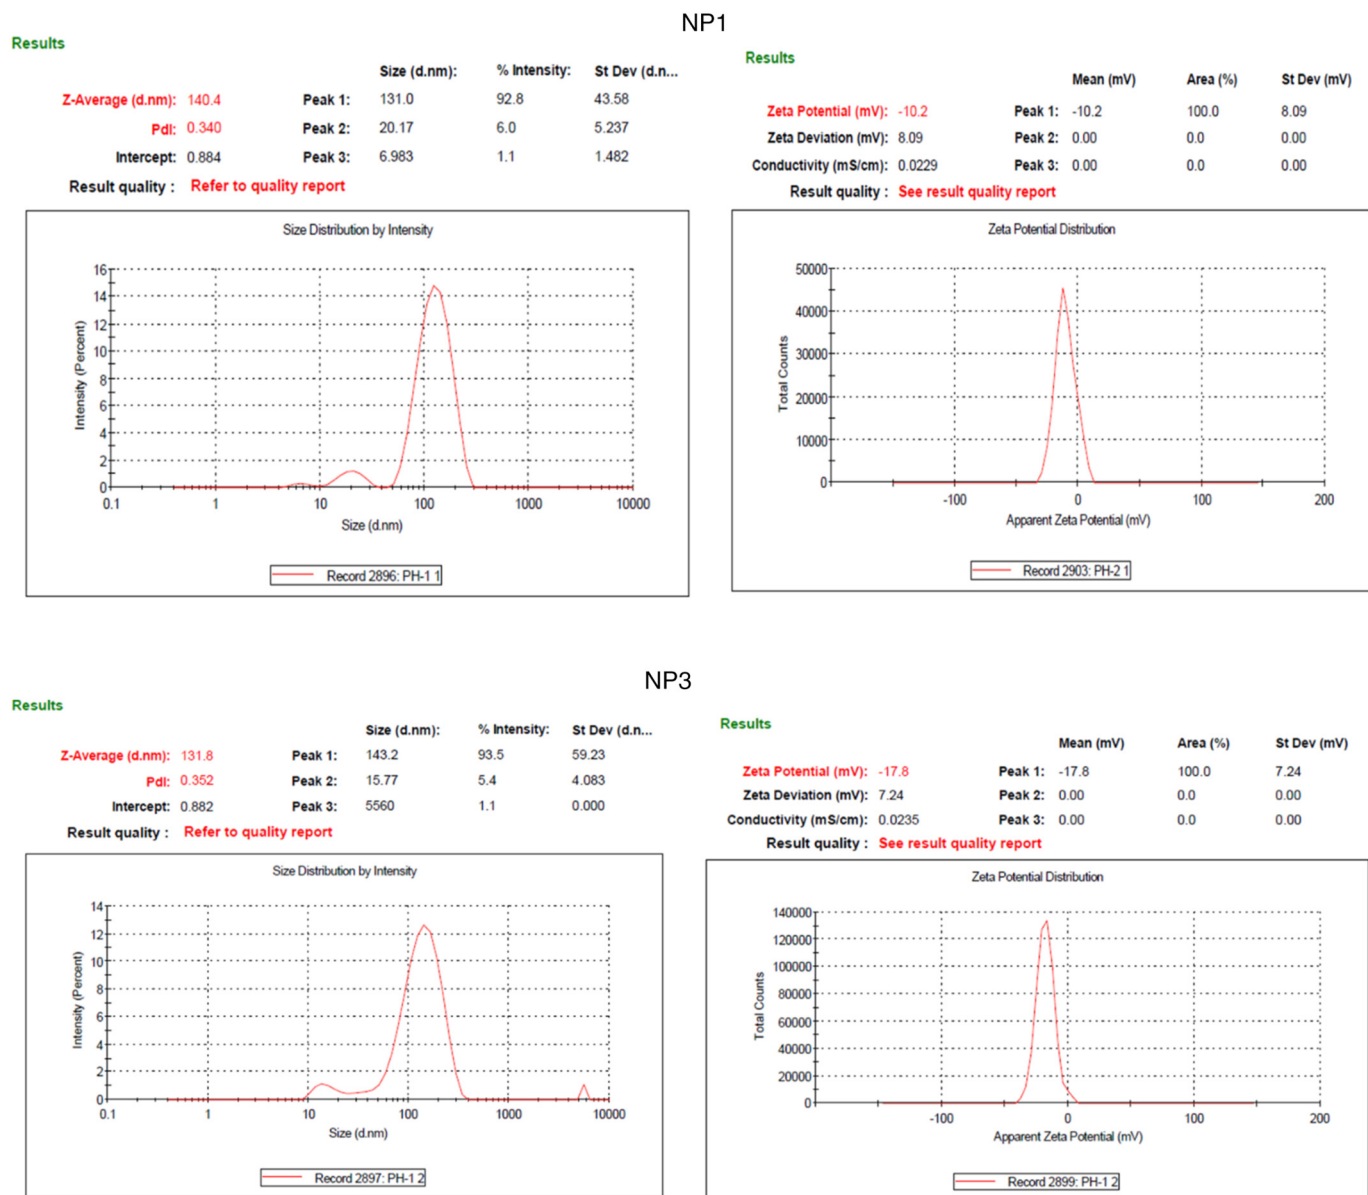 NP1
Results
Size (d.nm): % Intensity: St Dev (d.n...
Z-Average (d.nm): 140.4 Peak 1: 131.0 92.8 43.58
PdI: 0.340 Peak 2: 20.17 6.0 5.237
Intercept: 0.884 Peak 3: 6.983 1.1 1.482
Result quality : Refer to quality report
Size Distribution by Intensity
Intensity (Percent)
16
14
12
10
8
6
4
2
0
0.1 1 10 100 1000 10000
Size (d.nm)
Record 2896: PH-1 1
Results
Mean (mV) Area (%) St Dev (mV)
Zeta Potential (mV): -10.2 Peak 1: -10.2 100.0 8.09
Zeta Deviation (mV): 8.09 Peak 2: 0.00 0.0 0.00
Conductivity (mS/cm): 0.0229 Peak 3: 0.00 0.0 0.00
Result quality : See result quality report
Zeta Potential Distribution
Total Counts
50000
40000
30000
20000
10000
0
-100 0 100 200
Apparent Zeta Potential (mV)
Record 2903: PH-2 1
NP3
Results
Size (d.nm): % Intensity: St Dev (d.n...
Z-Average (d.nm): 131.8 Peak 1: 143.2 93.5 59.23
PdI: 0.352 Peak 2: 15.77 5.4 4.083
Intercept: 0.882 Peak 3: 5560 1.1 0.000
Result quality : Refer to quality report
Size Distribution by Intensity
Intensity (Percent)
14
12
10
8
6
4
2
0
0.1 1 10 100 1000 10000
Size (d.nm)
Record 2897: PH-1 2
Results
Mean (mV) Area (%) St Dev (mV)
Zeta Potential (mV): -17.8 Peak 1: -17.8 100.0 7.24
Zeta Deviation (mV): 7.24 Peak 2: 0.00 0.0 0.00
Conductivity (mS/cm): 0.0235 Peak 3: 0.00 0.0 0.00
Result quality : See result quality report
Zeta Potential Distribution
Total Counts
140000
120000
100000
80000
60000
40000
20000
0
-100 0 100 200
Apparent Zeta Potential (mV)
Record 2899: PH-1 2